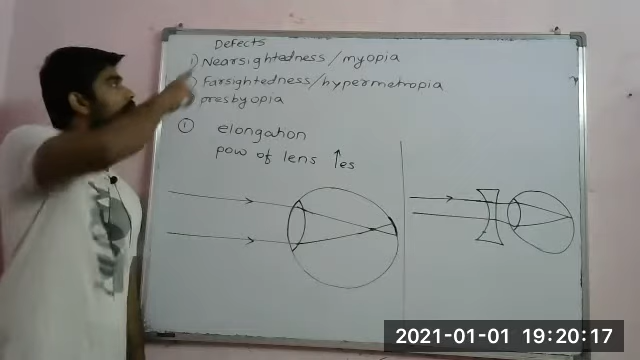 Defects
1) Nearsightedness/myopia
) Farsightedness/hypermetropia
presbyopia
① elongation
pow of lens ↑es
2021-01-01 19:20:17